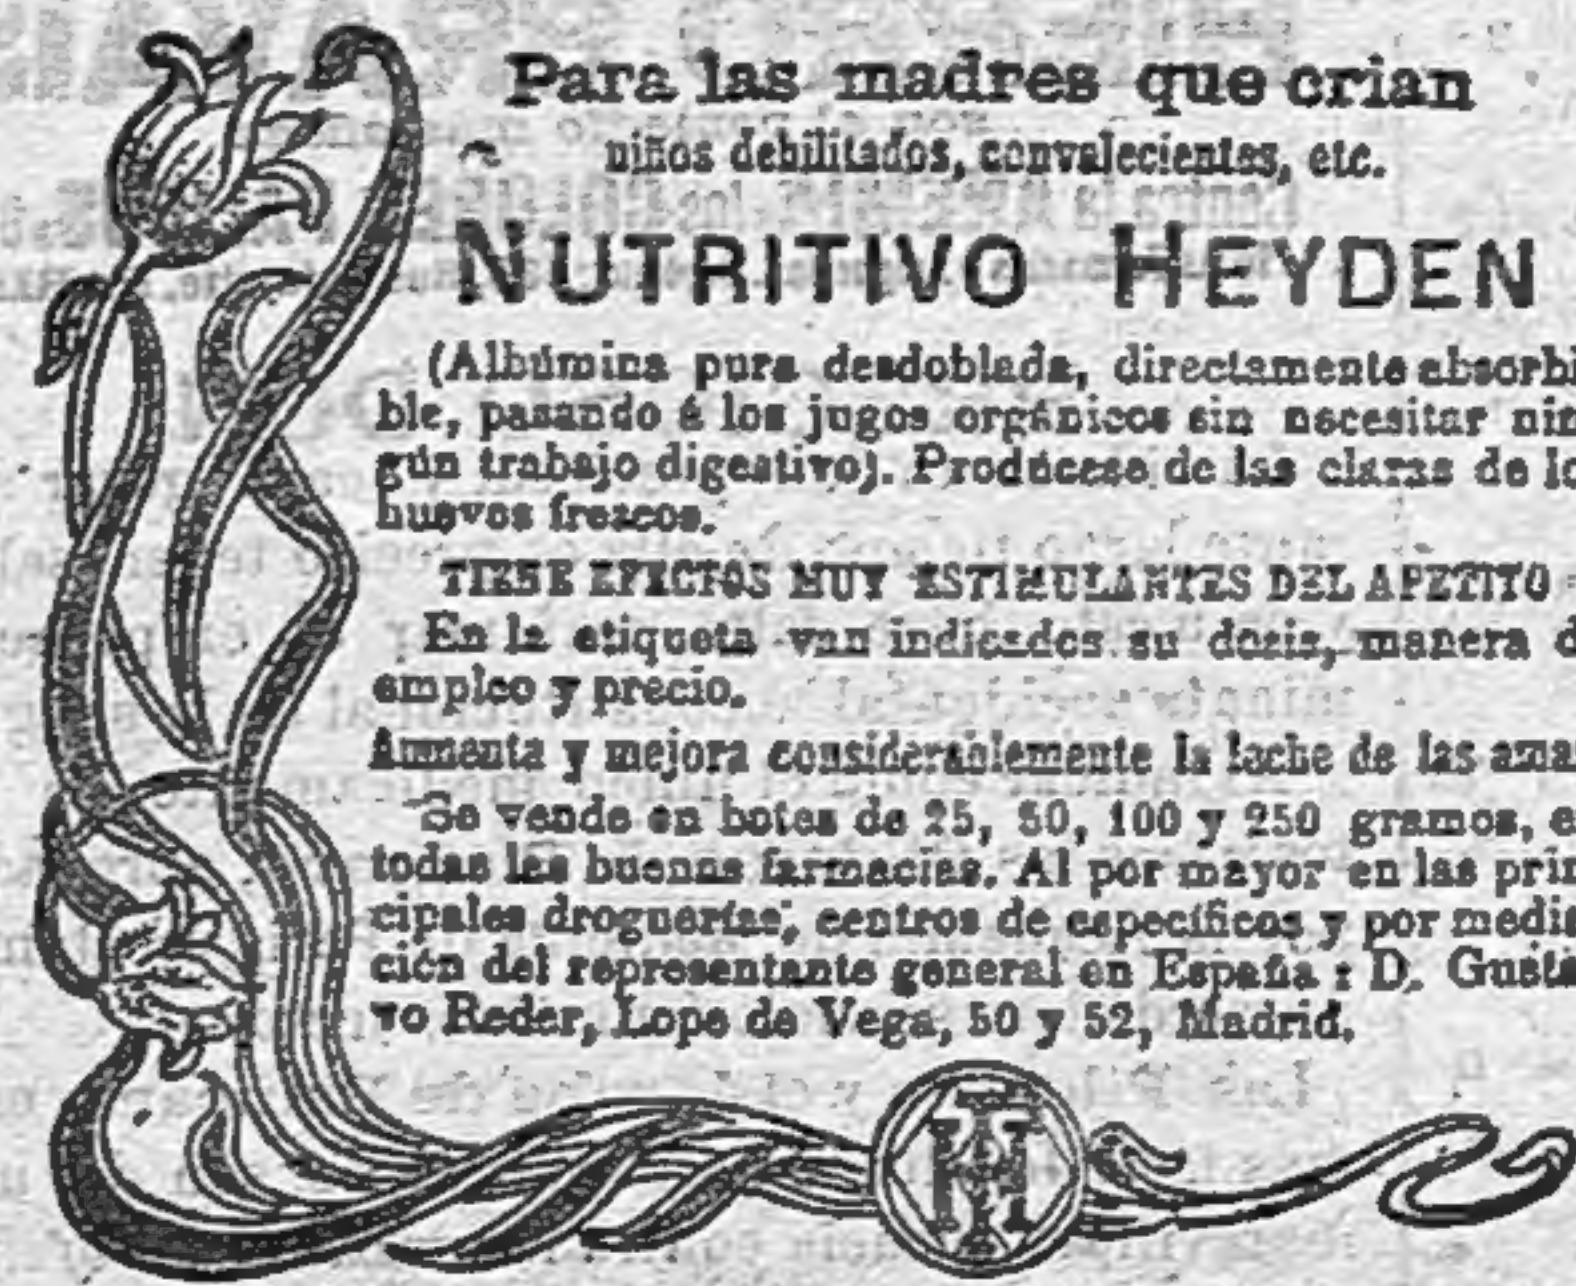 Para las madres que crian
niños debilitados, convalecientes, etc.
NUTRITIVO HEYDEN
(Albúmina pura desdoblada, directamente absorbi
ble, pasando á los jugos orgánicos sin necesitar nin
gún trabajo digestivo). Prodúcese de las claras de lo
huevos frescos.
TIENE EFECTOS MUY ESTIMULANTES DEL APETITO
En la etiqueta van indicados su dosis, manera d
empleo y precio.
Aumenta y mejora considerablemente la leche de las amas
Se vende en botes de 25, 50, 100 y 250 gramos, e
todas las buenas farmacias. Al por mayor en las prin
cipales droguerías, centros de específicos y por media
ción del representante general en España: D. Gusta
vo Reder, Lope de Vega, 50 y 52, Madrid.